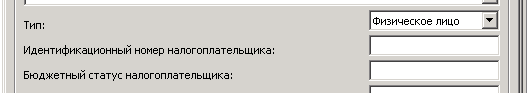 Тип: Физическое лицо
Идентификационный номер налогоплательщика:
Бюджетный статус налогоплательщика: